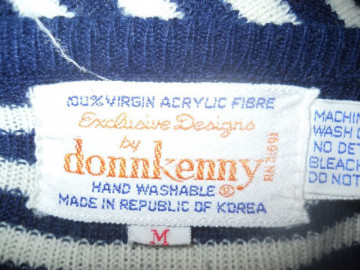 100% VIRGIN ACRYLIC FIBRE
Exclusive Designs
by
donnkenny®
HAND WASHABLE
MADE IN REPUBLIC OF KOREA
M
MACHIN
WASH
NO DET
BLEACH
DO NOT